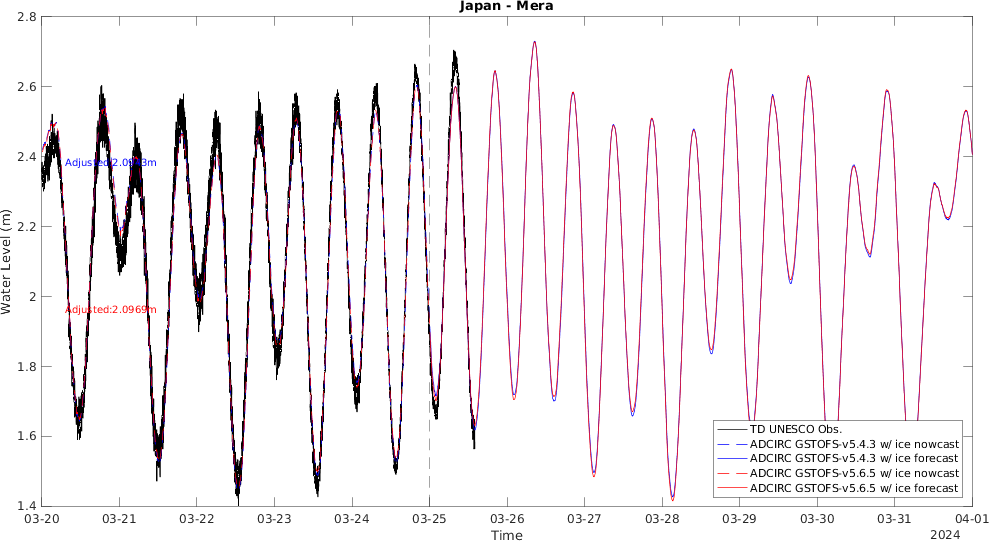 Japan - Mera
2.8
2.6
2.4
2.2
2
1.8
1.6
1.4
Water Level (m)
Adjusted:2.0969m
TD UNESCO Obs.
ADCIRC GSTOFS-v5.4.3 w/ ice nowcast
ADCIRC GSTOFS-v5.4.3 w/ ice forecast
ADCIRC GSTOFS-v5.6.5 w/ ice nowcast
ADCIRC GSTOFS-v5.6.5 w/ ice forecast
03-20 03-21 03-22 03-23 03-24 03-25 03-26 03-27 03-28 03-29 03-30 03-31 04-01
Time
2024